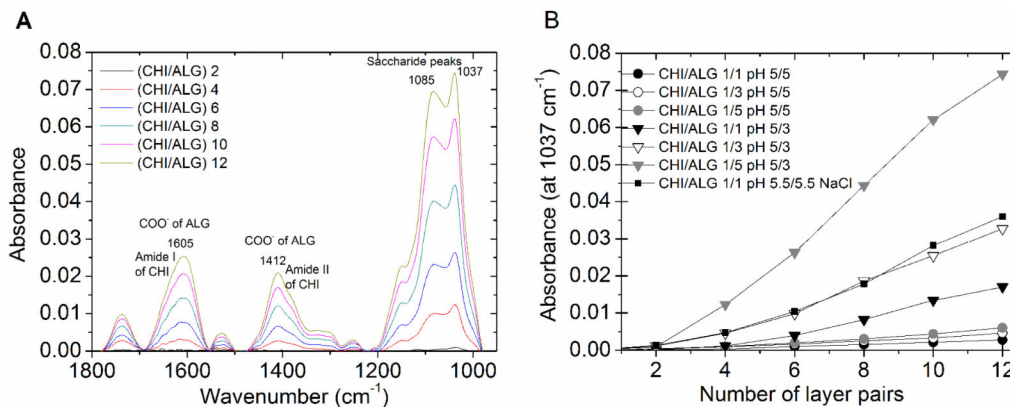 A
0.08
0.07
0.06
0.05
0.04
0.03
0.02
0.01
0.00
Absorbance
(CHI/ALG) 2
(CHI/ALG) 4
(CHI/ALG) 6
(CHI/ALG) 8
(CHI/ALG) 10
(CHI/ALG) 12
Saccharide peaks
1085
1037
COO⁻ of ALG
1605
Amide I
of CHI
COO⁻ of ALG
1412
Amide II
of CHI
1800 1600 1400 1200 1000
Wavenumber (cm⁻¹)
B
0.08
0.07
0.06
0.05
0.04
0.03
0.02
0.01
0.00
Absorbance (at 1037 cm⁻¹)
CHI/ALG 1/1 pH 5/5
CHI/ALG 1/3 pH 5/5
CHI/ALG 1/5 pH 5/5
CHI/ALG 1/1 pH 5/3
CHI/ALG 1/3 pH 5/3
CHI/ALG 1/5 pH 5/3
CHI/ALG 1/1 pH 5.5/5.5 NaCl
2 4 6 8 10 12
Number of layer pairs